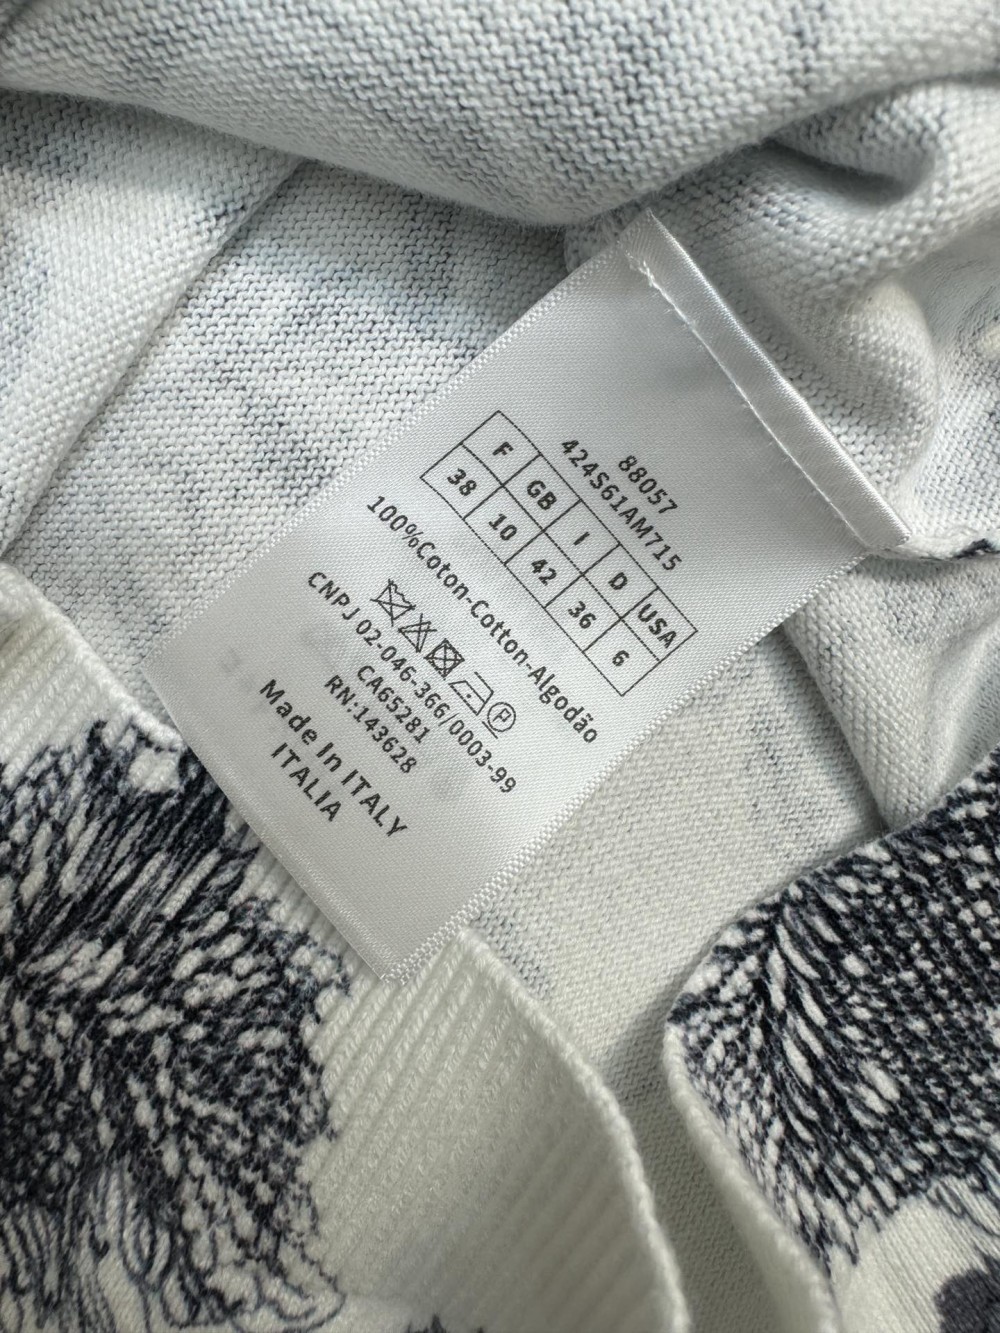 88057
424S61AM715
F GB I D USA
38 10 42 36 6
100%Coton-Cotton-Algodão
P
CNPJ 02-046-366/0003-99
CA65281
RN:143628
Made In ITALY
ITALIA